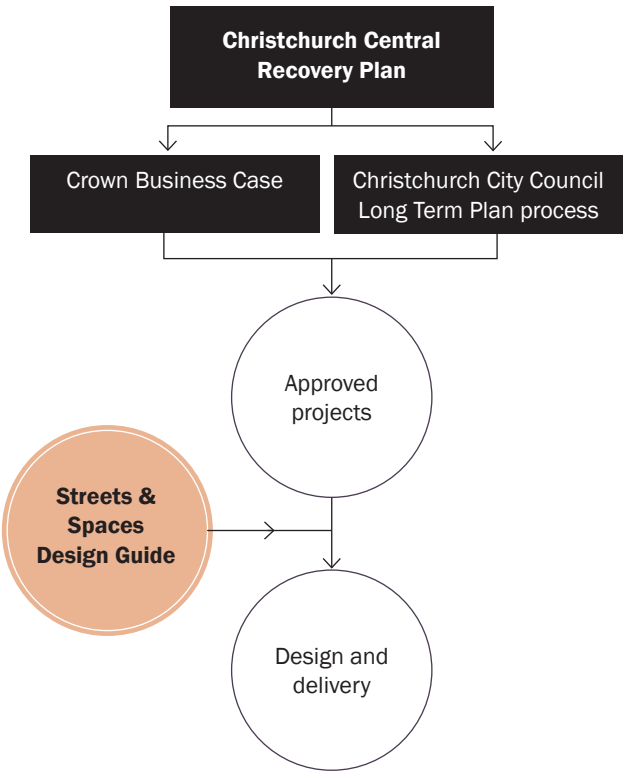 Christchurch Central
Recovery Plan
Crown Business Case
Christchurch City Council
Long Term Plan process
Approved
projects
Streets &
Spaces
Design Guide
Design and
delivery